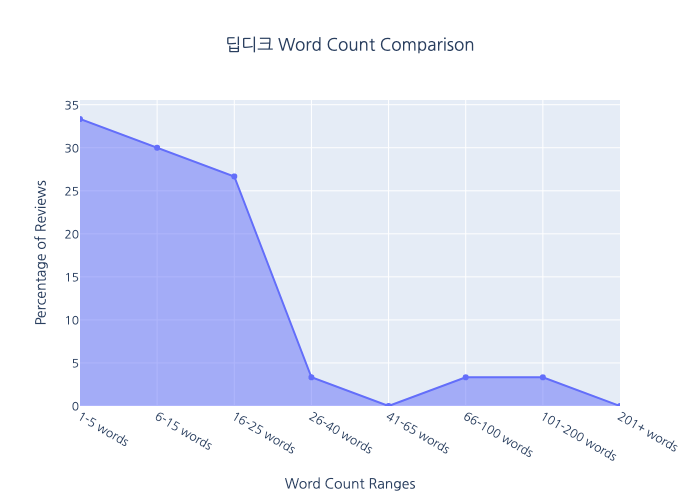 딥디크 Word Count Comparison
Percentage of Reviews
35
30
25
20
15
10
5
0
1-5 words
6-15 words
16-25 words
26-40 words
41-65 words
66-100 words
101-200 words
201+ words
Word Count Ranges